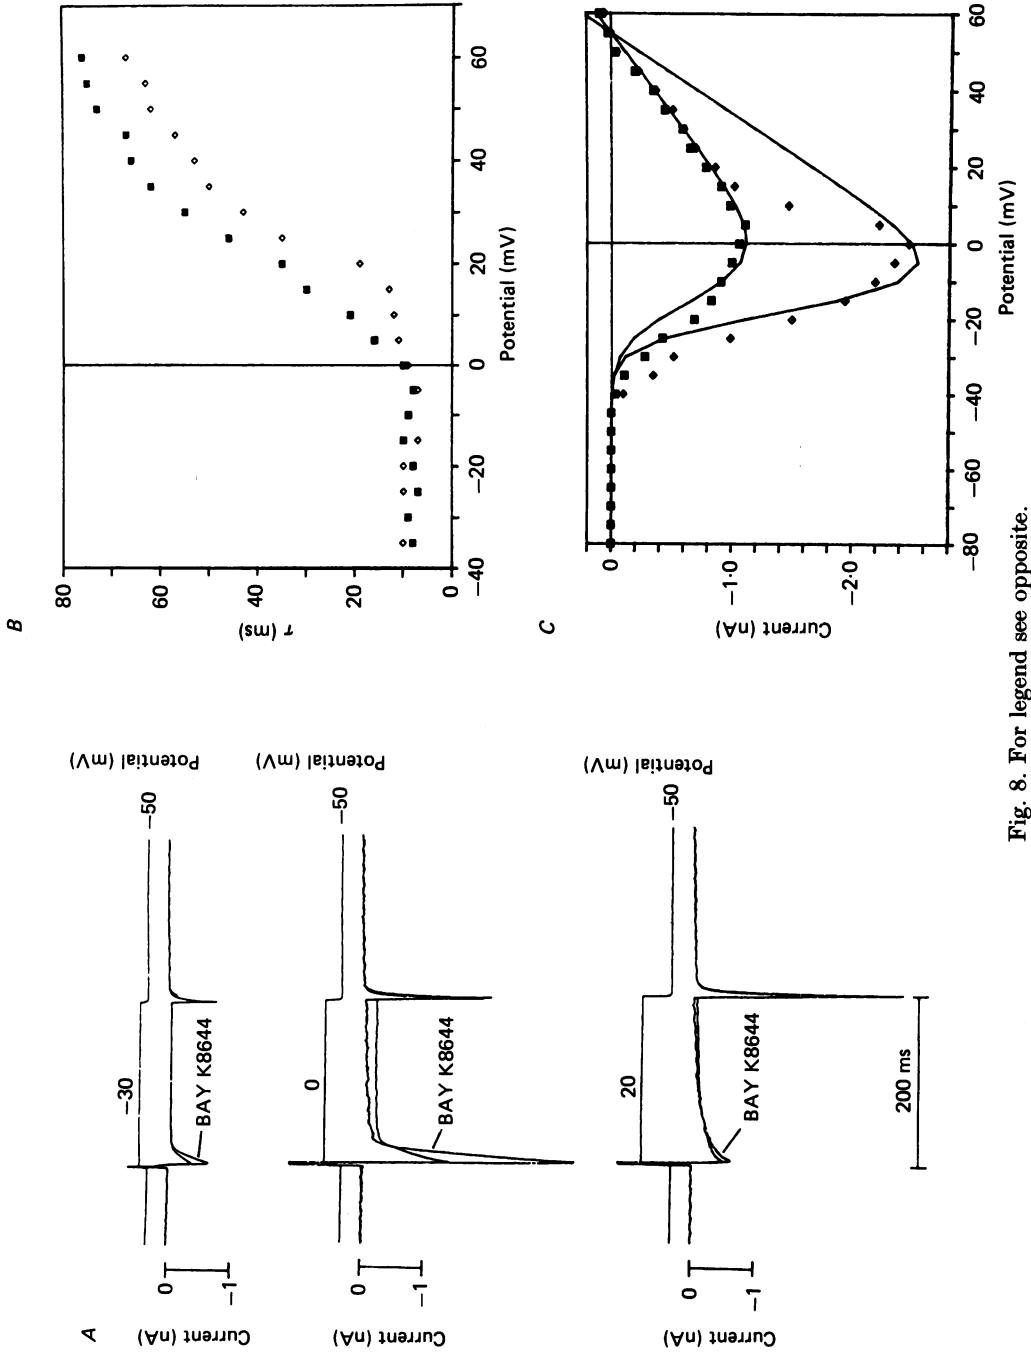 A
Current (nA)
0
−1
−30
BAY K8644
−50
Potential (mV)
Current (nA)
0
−1
0
BAY K8644
−50
Potential (mV)
Current (nA)
0
−1
20
BAY K8644
−50
Potential (mV)
200 ms
B
τ (ms)
80
60
40
20
0
−40
−20
0
20
40
60
Potential (mV)
C
Current (nA)
0
−1·0
−2·0
−80
−60
−40
−20
0
20
40
60
Potential (mV)
Fig. 8. For legend see opposite.